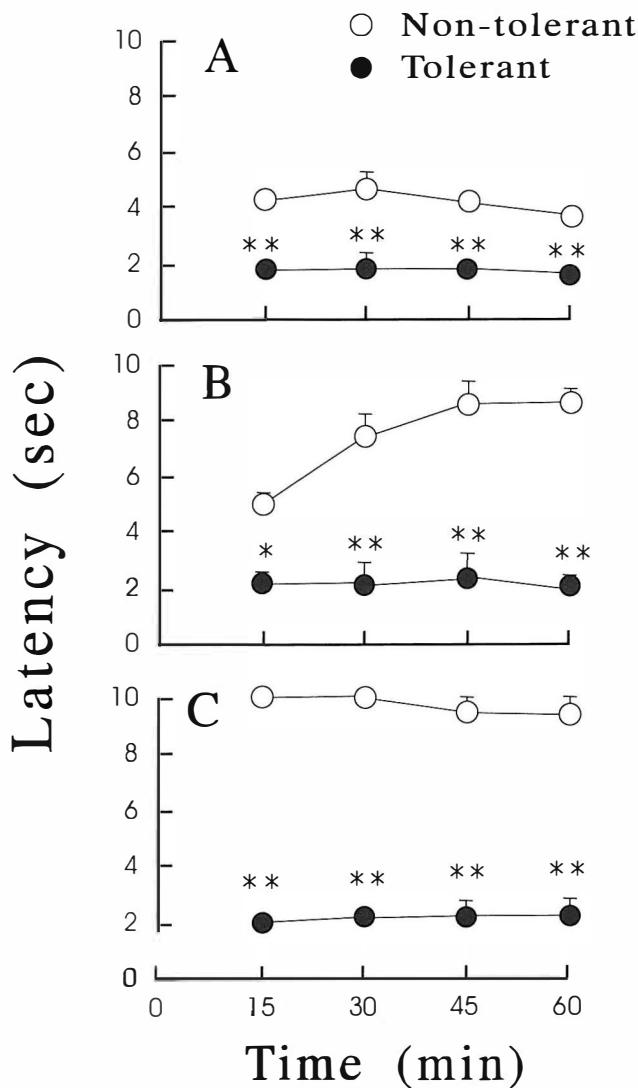 Non-tolerant
Tolerant
A
10
8
6
4
2
0
** ** ** **
B
10
8
6
4
2
0
* ** ** **
C
10
8
6
4
2
0
** ** ** **
0 15 30 45 60
Latency (sec)
Time (min)